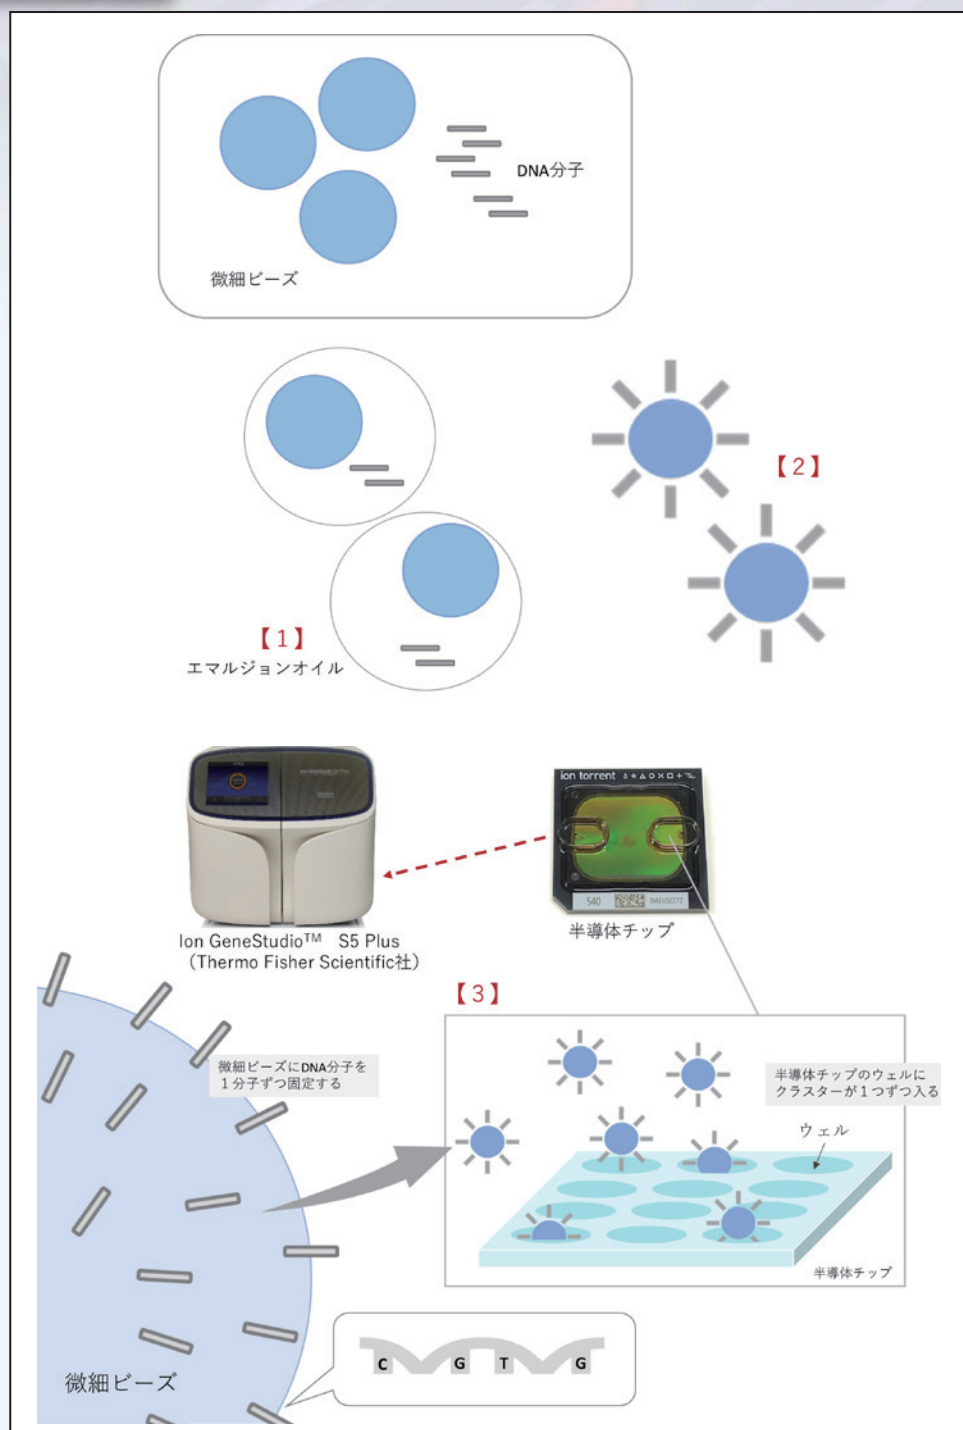 DNA分子
微細ビーズ
【2】
【1】
エマルジョンオイル
ion torrent
540
DAEL02272
半導体チップ
Ion GeneStudio™ S5 Plus
（Thermo Fisher Scientific社）
【3】
微細ビーズにDNA分子を
1分子ずつ固定する
半導体チップのウェルに
クラスターが1つずつ入る
ウェル
半導体チップ
C G T G
微細ビーズ